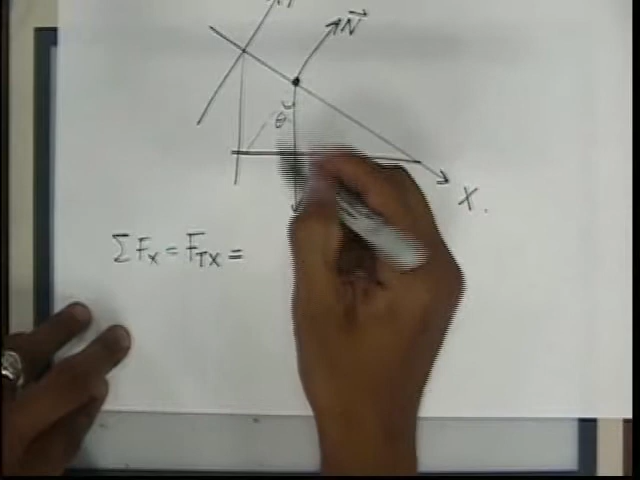 N⃗
θ
X.
ΣFx = FTX =